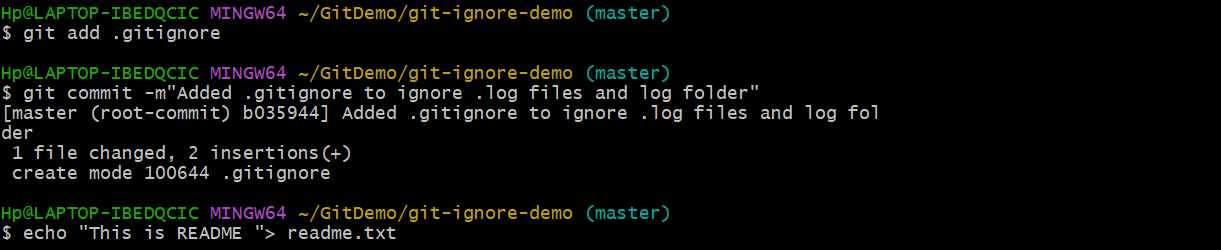 Hp@LAPTOP-IBEDQCIC MINGW64 ~/GitDemo/git-ignore-demo (master)
$ git add .gitignore
Hp@LAPTOP-IBEDQCIC MINGW64 ~/GitDemo/git-ignore-demo (master)
$ git commit -m"Added .gitignore to ignore .log files and log folder"
[master (root-commit) b035944] Added .gitignore to ignore .log files and log fol
der
 1 file changed, 2 insertions(+)
 create mode 100644 .gitignore
Hp@LAPTOP-IBEDQCIC MINGW64 ~/GitDemo/git-ignore-demo (master)
$ echo "This is README "> readme.txt